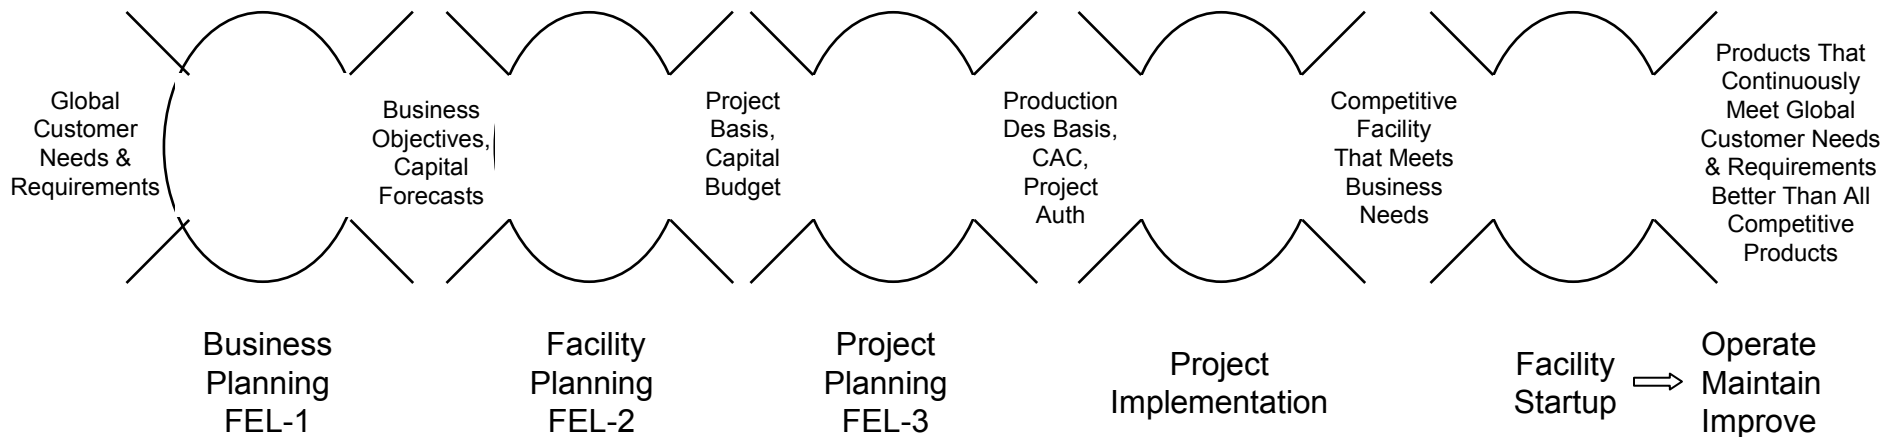 Global
Customer
Needs &
Requirements
Business
Objectives,
Capital
Forecasts
Project
Basis,
Capital
Budget
Production
Des Basis,
CAC,
Project
Auth
Competitive
Facility
That Meets
Business
Needs
Products That
Continuously
Meet Global
Customer Needs
& Requirements
Better Than All
Competitive
Products
Business
Planning
FEL-1
Facility
Planning
FEL-2
Project
Planning
FEL-3
Project
Implementation
Facility
Startup
Operate
Maintain
Improve